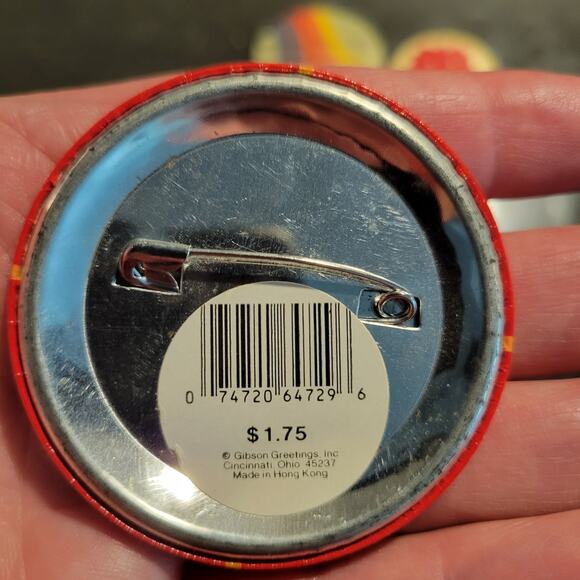 0 74720 64729 6
$1.75
© Gibson Greetings, Inc
Cincinnati, Ohio 45237
Made in Hong Kong